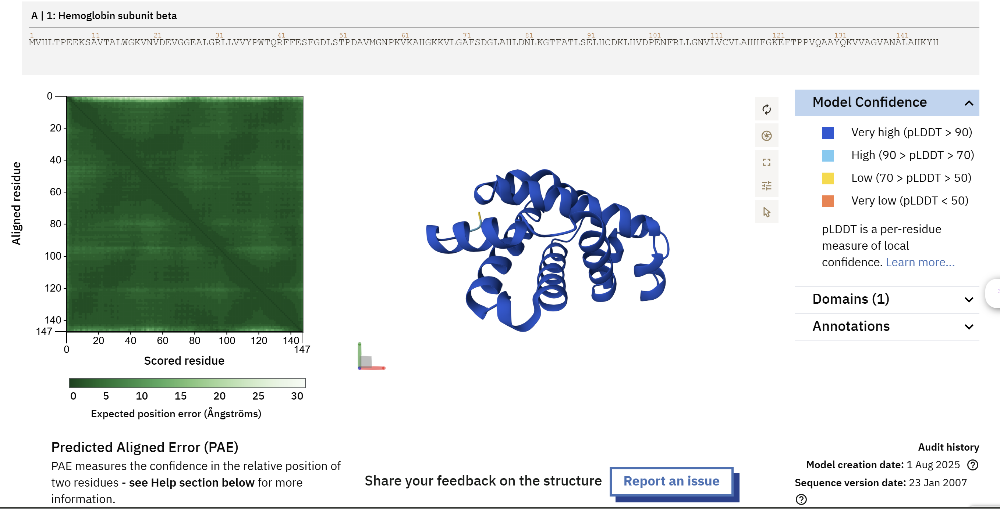 A | 1: Hemoglobin subunit beta
1 11 21 31 41 51 61 71 81 91 101 111 121 131 141
MVHLTPEEKSAVTALWGKVNVDEVGGEALGRLLVVYPWTQRFFESFGDLSTPDAVMGNPKVKAHGKKVLGAFSDGLAHLDNLKGTFATLSELHCDKLHVDPENFRLLGNVLVCVLAHHFGKEFTPPVQAAYQKVVAGVANALAHKYH
0
20
40
60
80
100
120
140
147
Aligned residue
20 40 60 80 100 120 140
0 147
Scored residue
0 5 10 15 20 25 30
Expected position error (Ångströms)
Model Confidence
Very high (pLDDT > 90)
High (90 > pLDDT > 70)
Low (70 > pLDDT > 50)
Very low (pLDDT < 50)
pLDDT is a per-residue
measure of local
confidence. Learn more...
Domains (1)
Annotations
Predicted Aligned Error (PAE)
PAE measures the confidence in the relative position of
two residues - see Help section below for more
information.
Share your feedback on the structure
Report an issue
Audit history
Model creation date: 1 Aug 2025 ?
Sequence version date: 23 Jan 2007
?